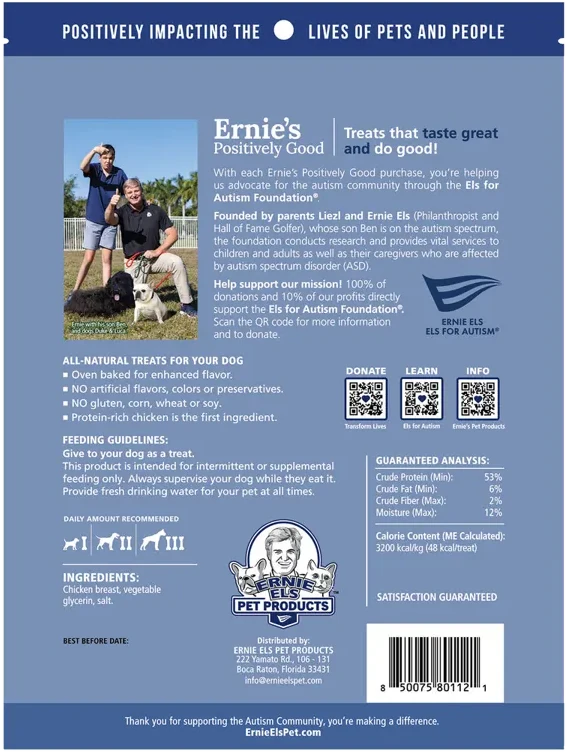 POSITIVELY IMPACTING THE LIVES OF PETS AND PEOPLE
Ernie's
Positively Good
Treats that taste great
and do good!
With each Ernie's Positively Good purchase, you're helping
us advocate for the autism community through the Els for
Autism Foundation®.
Founded by parents Liezl and Ernie Els (Philanthropist and
Hall of Fame Golfer), whose son Ben is on the autism spectrum,
the foundation conducts research and provides vital services to
children and adults as well as their caregivers who are affected
by autism spectrum disorder (ASD).
Help support our mission! 100% of
donations and 10% of our profits directly
support the Els for Autism Foundation®.
Scan the QR code for more information
and to donate.
ERNIE ELS
ELS FOR AUTISM®
Ernie with his son Ben
and dogs Duke & Luca
ALL-NATURAL TREATS FOR YOUR DOG
▪ Oven baked for enhanced flavor.
▪ NO artificial flavors, colors or preservatives.
▪ NO gluten, corn, wheat or soy.
▪ Protein-rich chicken is the first ingredient.
DONATE
LEARN
INFO
Transform Lives
Els for Autism
Ernie's Pet Products
FEEDING GUIDELINES:
Give to your dog as a treat.
This product is intended for intermittent or supplemental
feeding only. Always supervise your dog while they eat it.
Provide fresh drinking water for your pet at all times.
GUARANTEED ANALYSIS:
Crude Protein (Min): 53%
Crude Fat (Min): 6%
Crude Fiber (Max): 2%
Moisture (Max): 12%
Calorie Content (ME Calculated):
3200 kcal/kg (48 kcal/treat)
SATISFACTION GUARANTEED
DAILY AMOUNT RECOMMENDED
INGREDIENTS:
Chicken breast, vegetable
glycerin, salt.
ERNIE
ELS
PET PRODUCTS
™
BEST BEFORE DATE:
Distributed by:
ERNIE ELS PET PRODUCTS
222 Yamato Rd., 106 - 131
Boca Raton, Florida 33431
info@ernieelspet.com
8 50075 80112 1
Thank you for supporting the Autism Community, you're making a difference.
ErnieElsPet.com